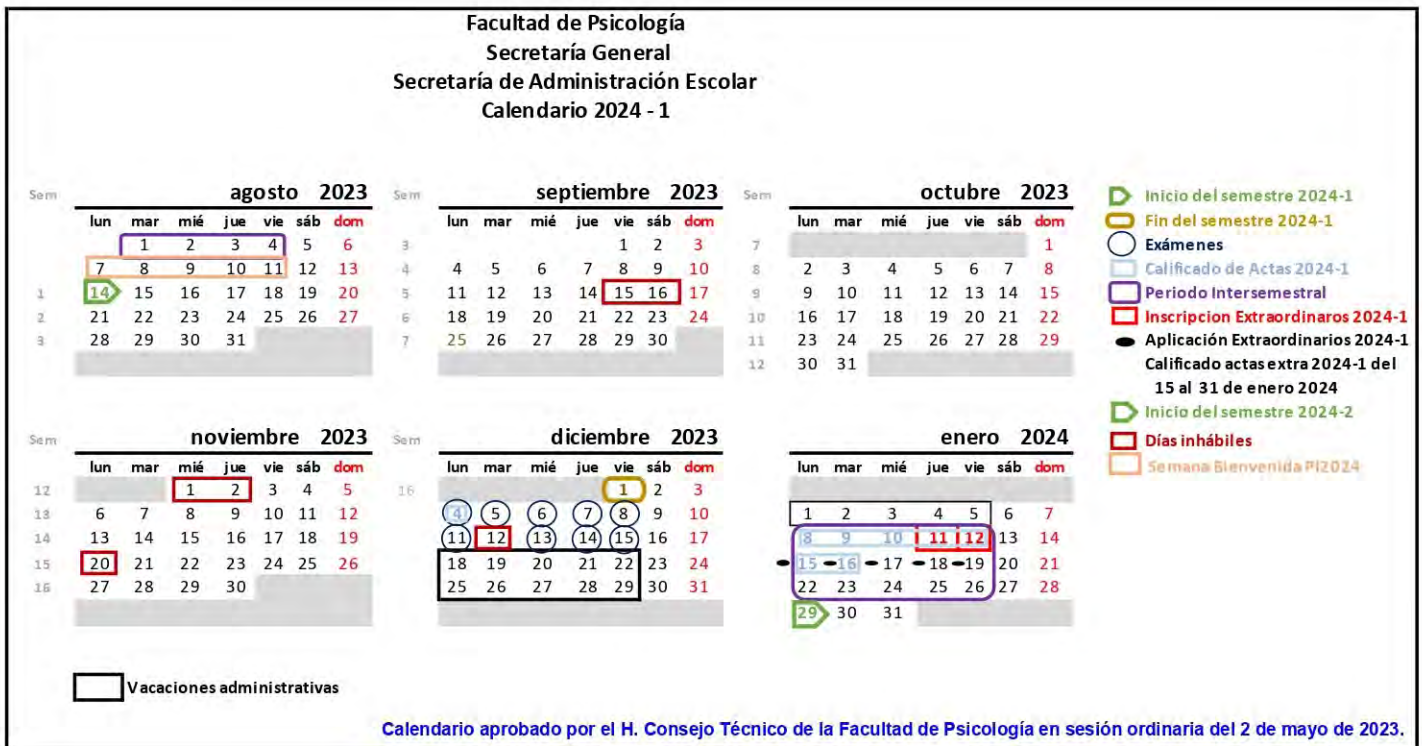 Facultad de Psicología
Secretaría General
Secretaría de Administración Escolar
Calendario 2024 - 1
Sem agosto 2023
lun mar mié jue vie sáb dom
1 2 3 4 5 6
7 8 9 10 11 12 13
1 14 15 16 17 18 19 20
2 21 22 23 24 25 26 27
3 28 29 30 31
Sem septiembre 2023
lun mar mié jue vie sáb dom
3 1 2 3
4 4 5 6 7 8 9 10
5 11 12 13 14 15 16 17
6 18 19 20 21 22 23 24
7 25 26 27 28 29 30
Sem octubre 2023
lun mar mié jue vie sáb dom
7 1
8 2 3 4 5 6 7 8
9 9 10 11 12 13 14 15
10 16 17 18 19 20 21 22
11 23 24 25 26 27 28 29
12 30 31
Inicio del semestre 2024-1
Fin del semestre 2024-1
Exámenes
Calificado de Actas 2024-1
Periodo Intersemestral
Inscripcion Extraordinaros 2024-1
Aplicación Extraordinarios 2024-1
Calificado actas extra 2024-1 del
15 al 31 de enero 2024
Inicio del semestre 2024-2
Días inhábiles
Semana Bienvenida PI2024
Sem noviembre 2023
lun mar mié jue vie sáb dom
12 1 2 3 4 5
13 6 7 8 9 10 11 12
14 13 14 15 16 17 18 19
15 20 21 22 23 24 25 26
16 27 28 29 30
Sem diciembre 2023
lun mar mié jue vie sáb dom
16 1 2 3
4 5 6 7 8 9 10
11 12 13 14 15 16 17
18 19 20 21 22 23 24
25 26 27 28 29 30 31
enero 2024
lun mar mié jue vie sáb dom
1 2 3 4 5 6 7
8 9 10 11 12 13 14
15 16 17 18 19 20 21
22 23 24 25 26 27 28
29 30 31
Vacaciones administrativas
Calendario aprobado por el H. Consejo Técnico de la Facultad de Psicología en sesión ordinaria del 2 de mayo de 2023.